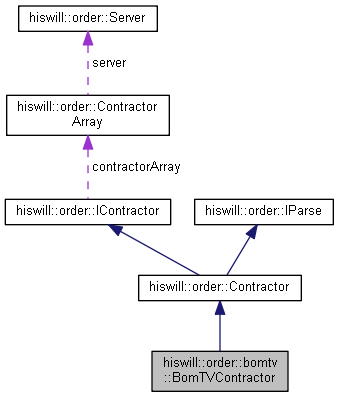 hiswill::order::Server
server
hiswill::order::Contractor
Array
contractorArray
hiswill::order::IContractor
hiswill::order::IParse
hiswill::order::Contractor
hiswill::order::bomtv
::BomTVContractor